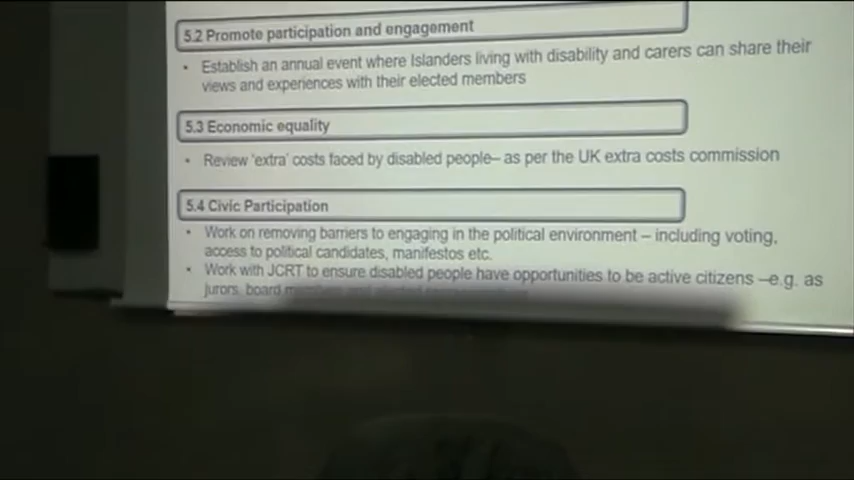 5.2 Promote participation and engagement
• Establish an annual event where Islanders living with disability and carers can share their
views and experiences with their elected members
5.3 Economic equality
• Review 'extra' costs faced by disabled people– as per the UK extra costs commission
5.4 Civic Participation
• Work on removing barriers to engaging in the political environment – including voting,
access to political candidates, manifestos etc.
• Work with JCRT to ensure disabled people have opportunities to be active citizens –e.g. as
jurors, board